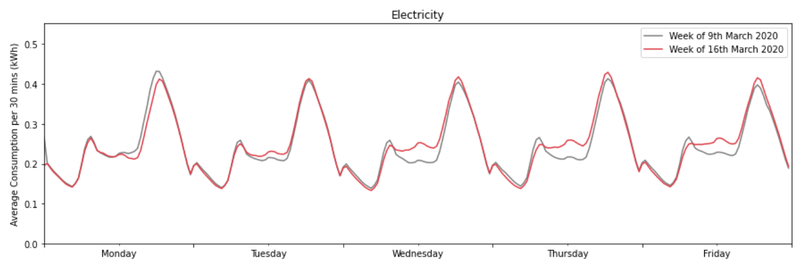 Electricity
Average Consumption per 30 mins (kWh)
0.5
0.4
0.3
0.2
0.1
0.0
Week of 9th March 2020
Week of 16th March 2020
Monday
Tuesday
Wednesday
Thursday
Friday